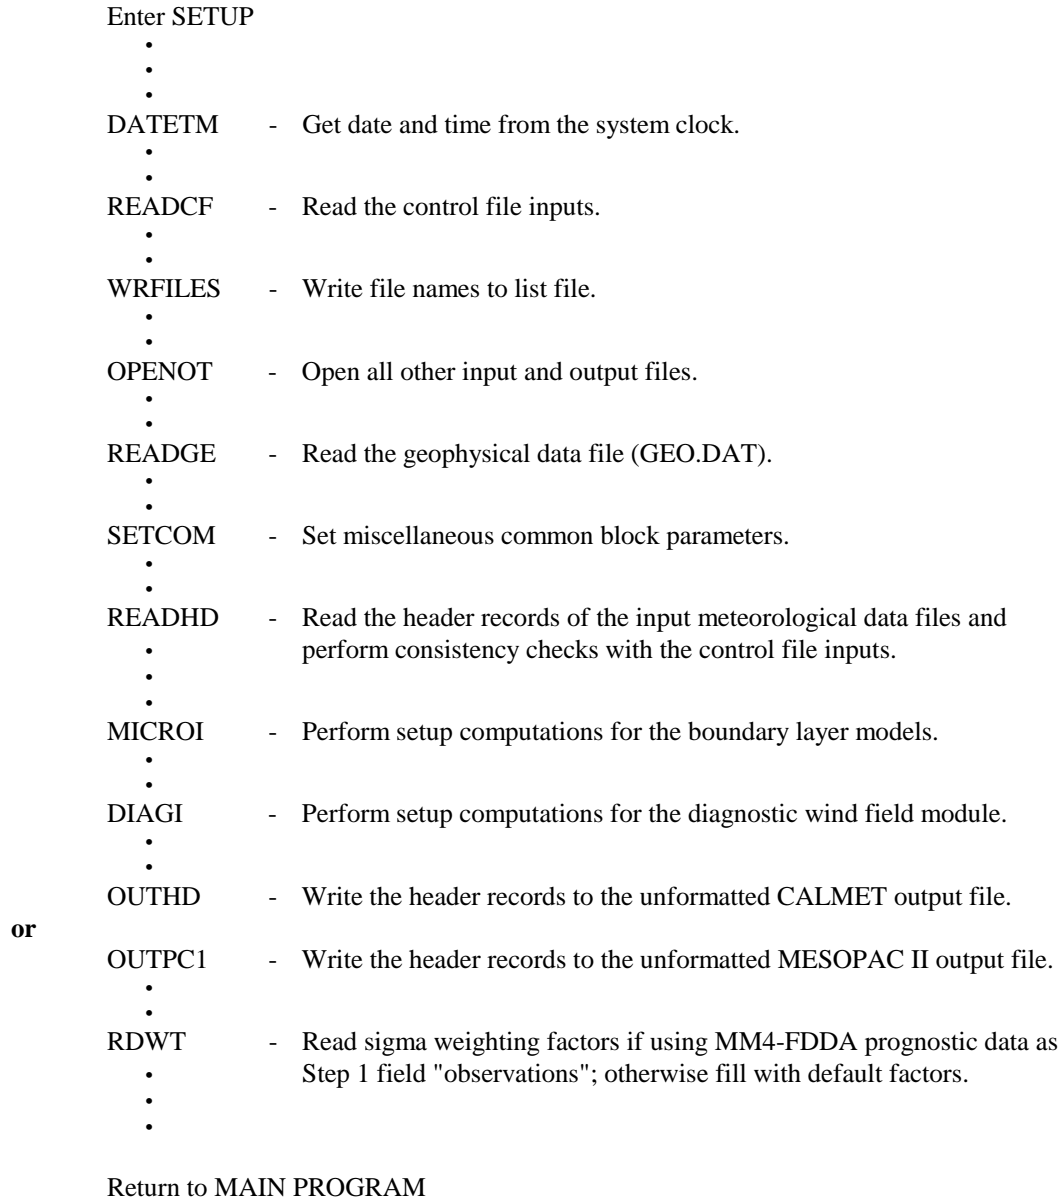 Enter SETUP
•
•
•
DATETM - Get date and time from the system clock.
•
•
READCF - Read the control file inputs.
•
•
WRFILES - Write file names to list file.
•
•
OPENOT - Open all other input and output files.
•
•
READGE - Read the geophysical data file (GEO.DAT).
•
•
SETCOM - Set miscellaneous common block parameters.
•
•
READHD - Read the header records of the input meteorological data files and
• perform consistency checks with the control file inputs.
•
•
MICROI - Perform setup computations for the boundary layer models.
•
•
DIAGI - Perform setup computations for the diagnostic wind field module.
•
•
OUTHD - Write the header records to the unformatted CALMET output file.
or
OUTPC1 - Write the header records to the unformatted MESOPAC II output file.
•
•
RDWT - Read sigma weighting factors if using MM4-FDDA prognostic data as
• Step 1 field "observations"; otherwise fill with default factors.
•
•
Return to MAIN PROGRAM